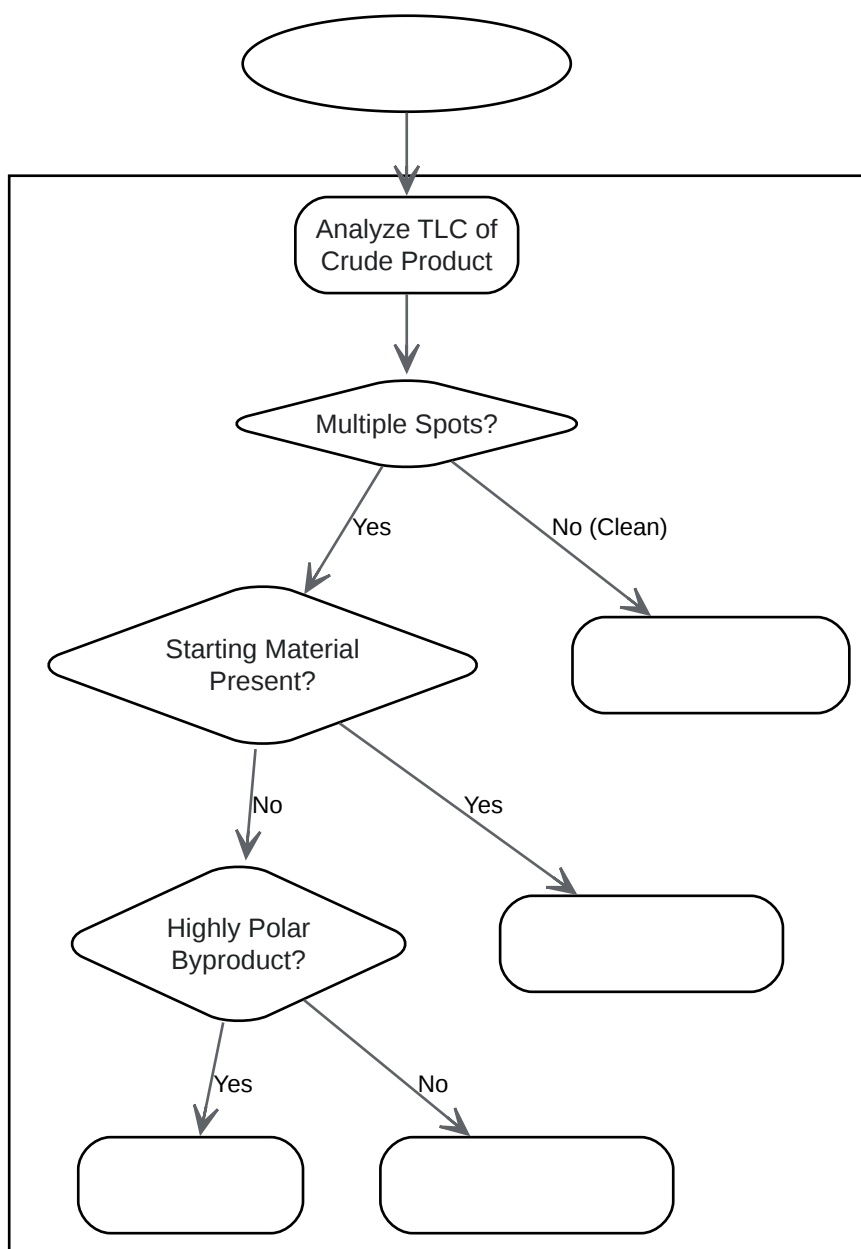 Analyze TLC of
Crude Product
Multiple Spots?
Yes
No (Clean)
Starting Material
Present?
No
Yes
Highly Polar
Byproduct?
Yes
No